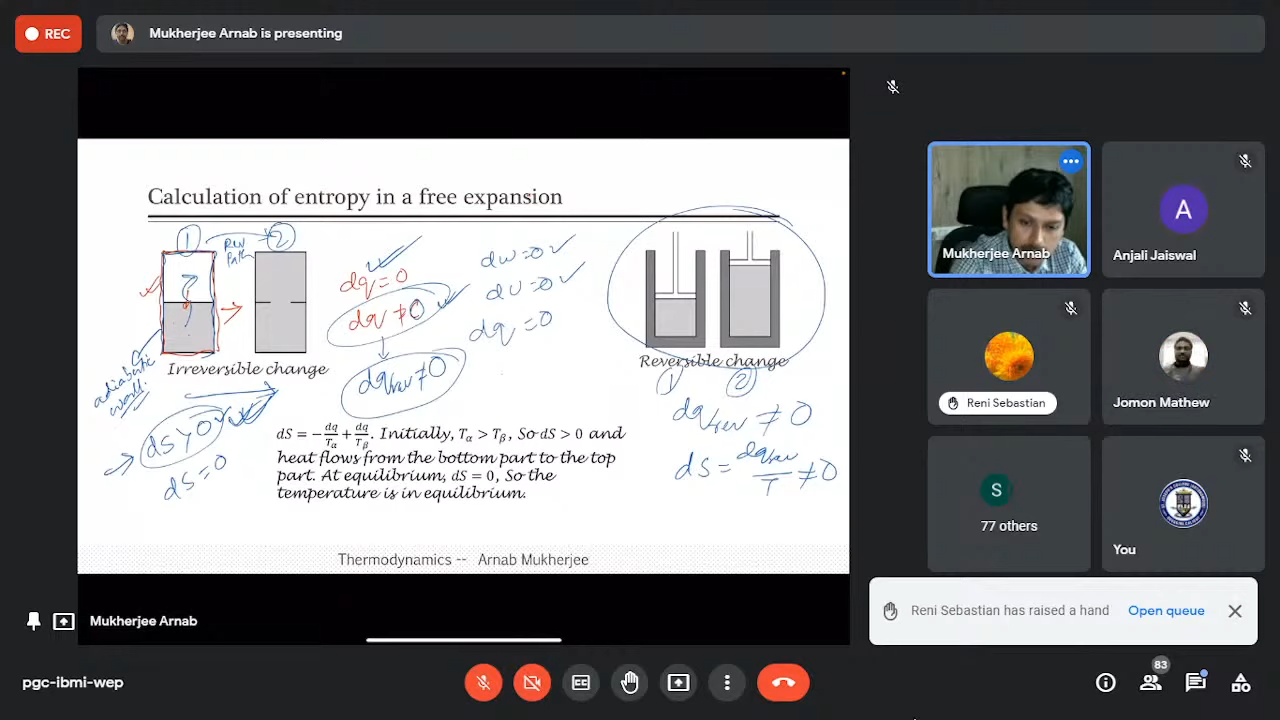 REC
Mukherjee Arnab is presenting
Calculation of entropy in a free expansion
1
2
Rev
Path
dq = 0
dq ≠ 0
dq_rev ≠ 0
dw = 0
dU = 0
dq = 0
adiabatic
wall.
Irreversible change
dS > 0
dS = 0
dS = −dq/Tα + dq/Tβ. Initially, Tα > Tβ, So dS > 0 and
heat flows from the bottom part to the top
part. At equilibrium, dS = 0, So the
temperature is in equilibrium.
Reversible change
1
2
dq_rev ≠ 0
dS = dq_rev/T ≠ 0
Thermodynamics -- Arnab Mukherjee
Mukherjee Arnab
Mukherjee Arnab
A
Anjali Jaiswal
Reni Sebastian
Jomon Mathew
S
77 others
You
Reni Sebastian has raised a hand
Open queue
pgc-ibmi-wep
83